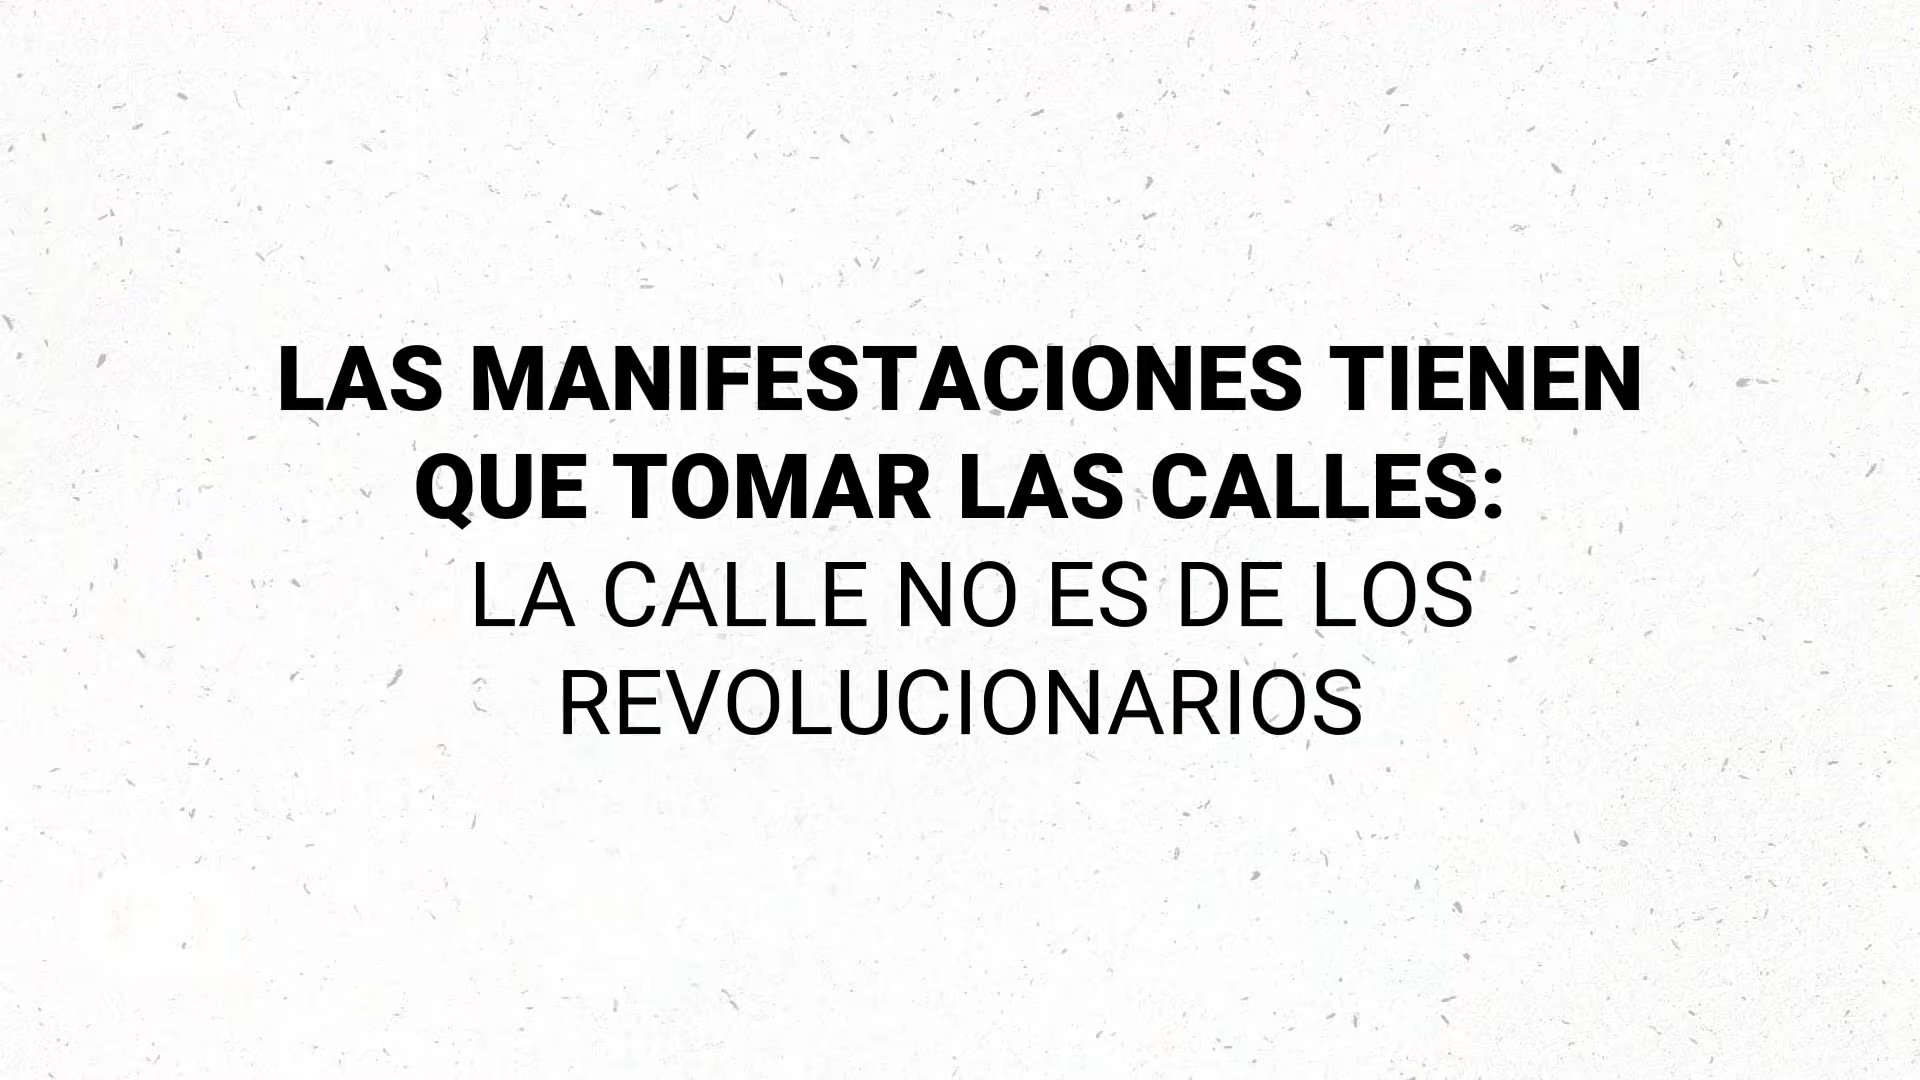 LAS MANIFESTACIONES TIENEN
QUE TOMAR LAS CALLES:
LA CALLE NO ES DE LOS
REVOLUCIONARIOS